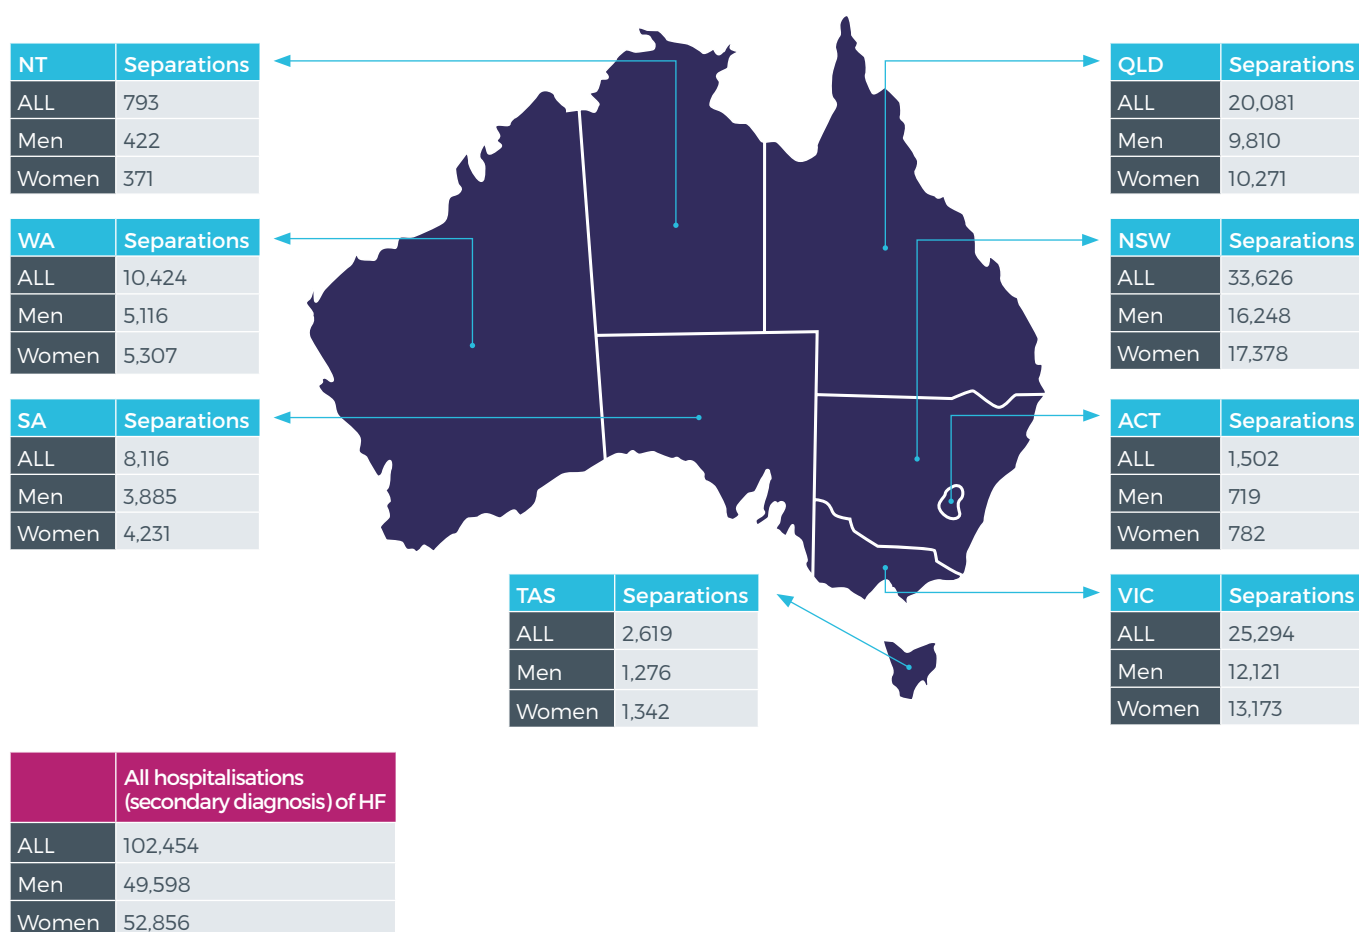 NT Separations
ALL 793
Men 422
Women 371
WA Separations
ALL 10,424
Men 5,116
Women 5,307
SA Separations
ALL 8,116
Men 3,885
Women 4,231
TAS Separations
ALL 2,619
Men 1,276
Women 1,342
QLD Separations
ALL 20,081
Men 9,810
Women 10,271
NSW Separations
ALL 33,626
Men 16,248
Women 17,378
ACT Separations
ALL 1,502
Men 719
Women 782
VIC Separations
ALL 25,294
Men 12,121
Women 13,173
All hospitalisations
(secondary diagnosis) of HF
ALL 102,454
Men 49,598
Women 52,856